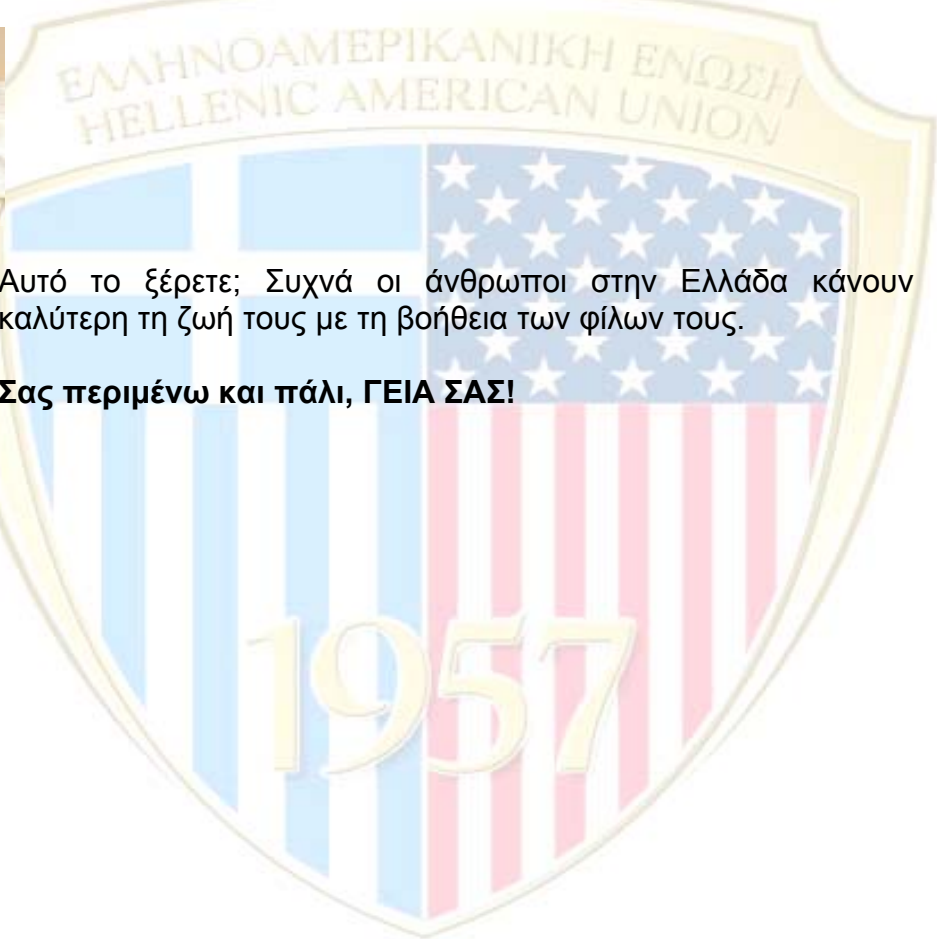 ΕΛΛΗΝΟΑΜΕΡΙΚΑΝΙΚΗ ΕΝΩΣΗ
HELLENIC AMERICAN UNION
Αυτό το ξέρετε; Συχνά οι άνθρωποι στην Ελλάδα κάνουν
καλύτερη τη ζωή τους με τη βοήθεια των φίλων τους.
Σας περιμένω και πάλι, ΓΕΙΑ ΣΑΣ!
1957